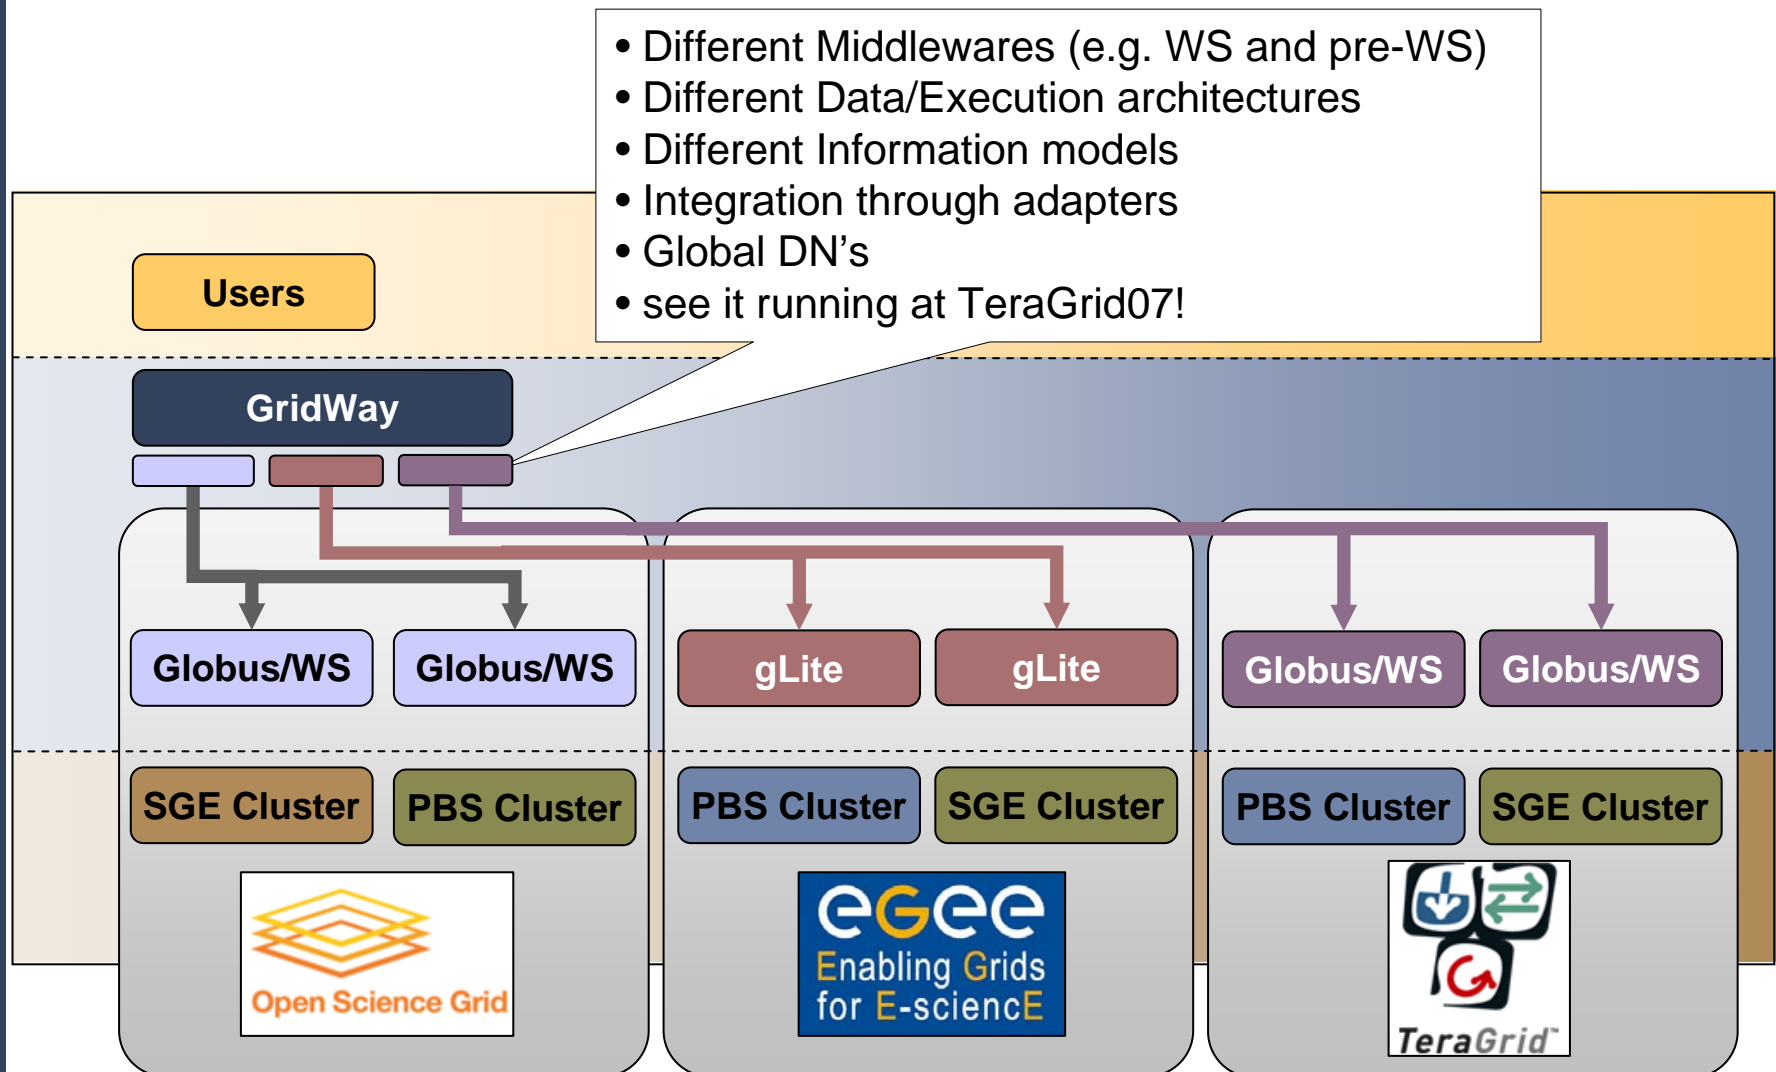 • Different Middlewares (e.g. WS and pre-WS)
• Different Data/Execution architectures
• Different Information models
• Integration through adapters
• Global DN’s
• see it running at TeraGrid07!
Users
GridWay
Globus/WS
Globus/WS
gLite
gLite
Globus/WS
Globus/WS
SGE Cluster
PBS Cluster
PBS Cluster
SGE Cluster
PBS Cluster
SGE Cluster
Open Science Grid
eGee
Enabling Grids
for E-sciencE
TeraGrid™